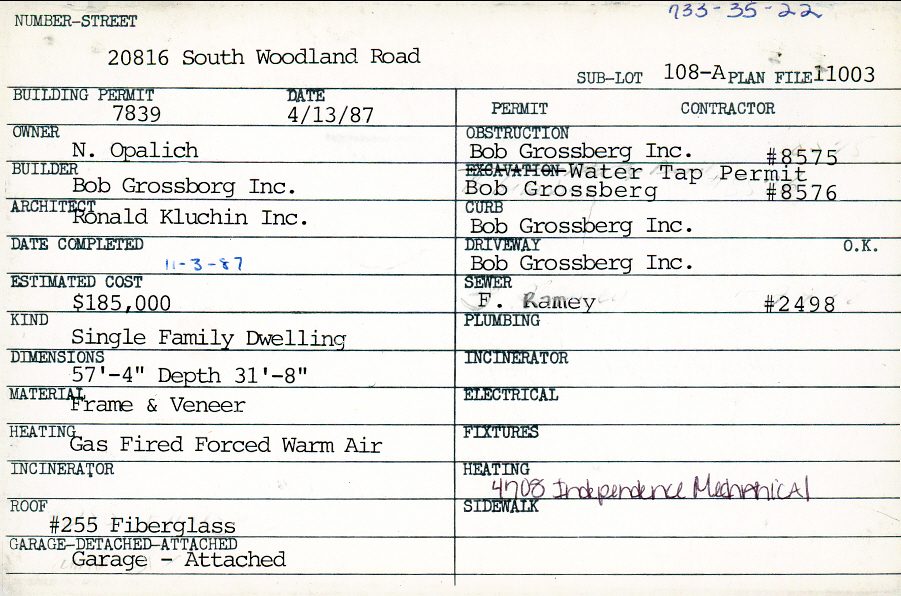 733-35-22
NUMBER-STREET
20816 South Woodland Road
SUB-LOT 108-A PLAN FILE 11003
BUILDING PERMIT DATE
7839 4/13/87
OWNER
N. Opalich
BUILDER
Bob Grossborg Inc.
ARCHITECT
Ronald Kluchin Inc.
DATE COMPLETED
11-3-87
ESTIMATED COST
$185,000
KIND
Single Family Dwelling
DIMENSIONS
57'-4" Depth 31'-8"
MATERIAL
Frame & Veneer
HEATING
Gas Fired Forced Warm Air
INCINERATOR
ROOF
#255 Fiberglass
GARAGE-DETACHED-ATTACHED
Garage - Attached
PERMIT CONTRACTOR
OBSTRUCTION
Bob Grossberg Inc. #8575
EXCAVATION Water Tap Permit
Bob Grossberg #8576
CURB
Bob Grossberg Inc.
DRIVEWAY O.K.
Bob Grossberg Inc.
SEWER
F. Ramey #2498
PLUMBING
INCINERATOR
ELECTRICAL
FIXTURES
HEATING
4708 Independence Mechanical
SIDEWALK